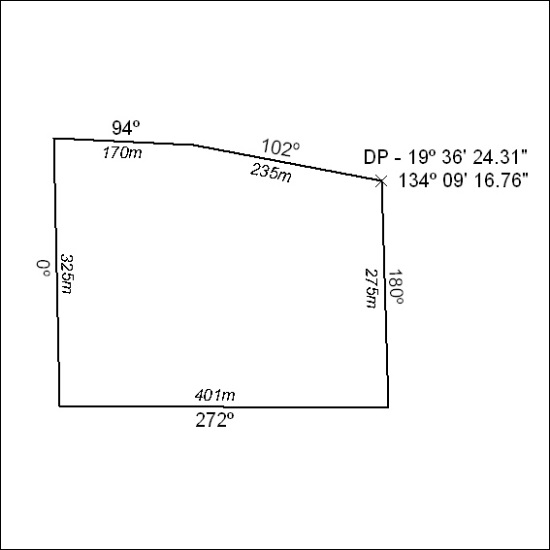 94º
170m
102º
235m
DP - 19º 36' 24.31"
134º 09' 16.76"
0º
325m
275m
180º
401m
272º